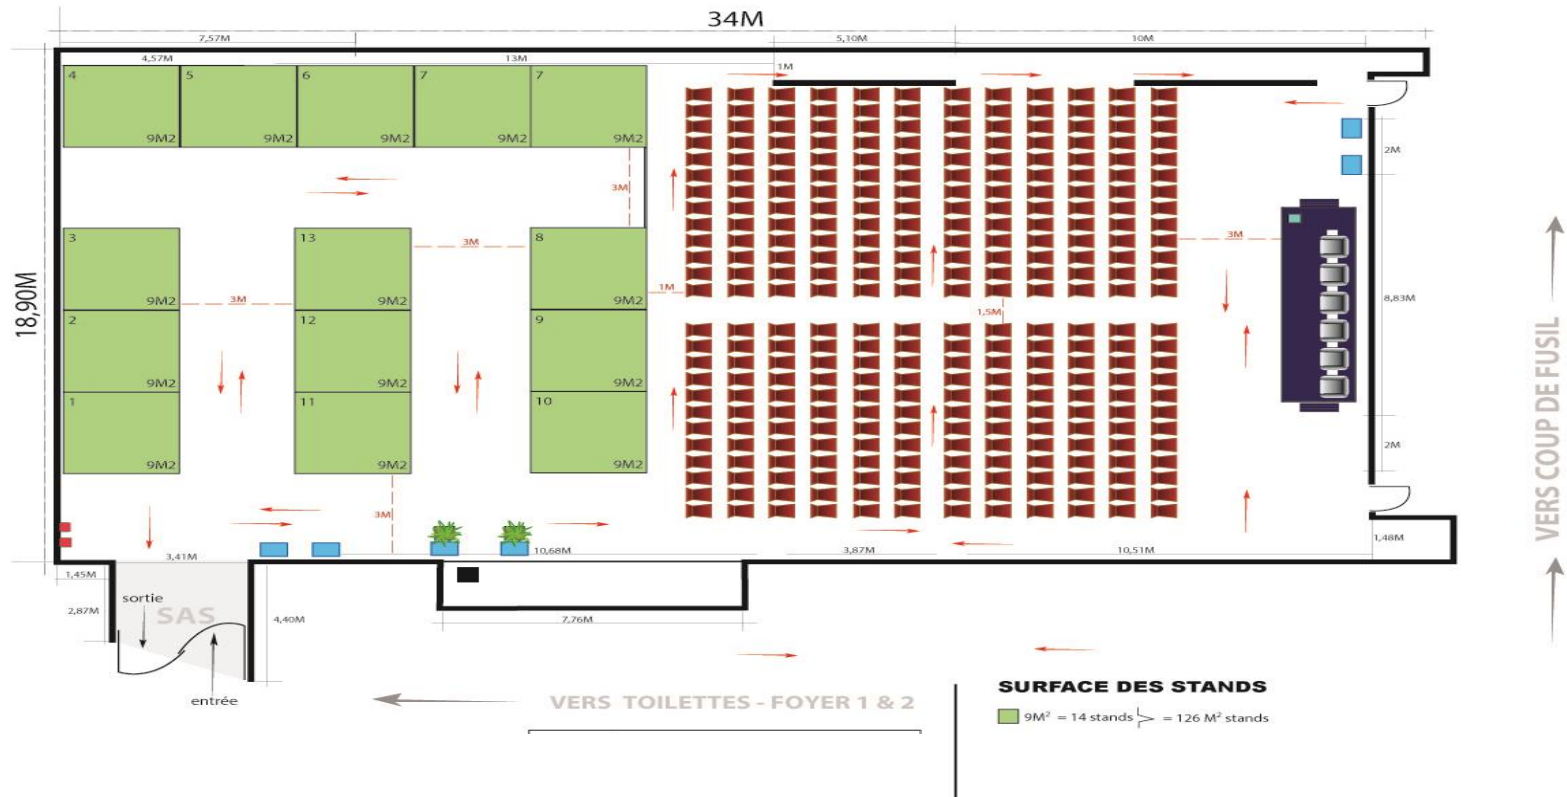 34M
7,57M
5,10M
10M
4,57M
13M
1M
4
5
6
7
7
9M2
9M2
9M2
9M2
9M2
2M
3M
3
13
8
3M
3M
18,90M
9M2
3M
9M2
9M2
1M
8,83M
1,5M
2
12
9
9M2
9M2
9M2
1
11
10
2M
9M2
9M2
9M2
3M
3,41M
10,68M
3,87M
10,51M
1,48M
1,45M
sortie
2,87M
SAS
4,40M
7,76M
entrée
VERS TOILETTES - FOYER 1 & 2
VERS COUP DE FUSIL
SURFACE DES STANDS
9M² = 14 stands = 126 M² stands